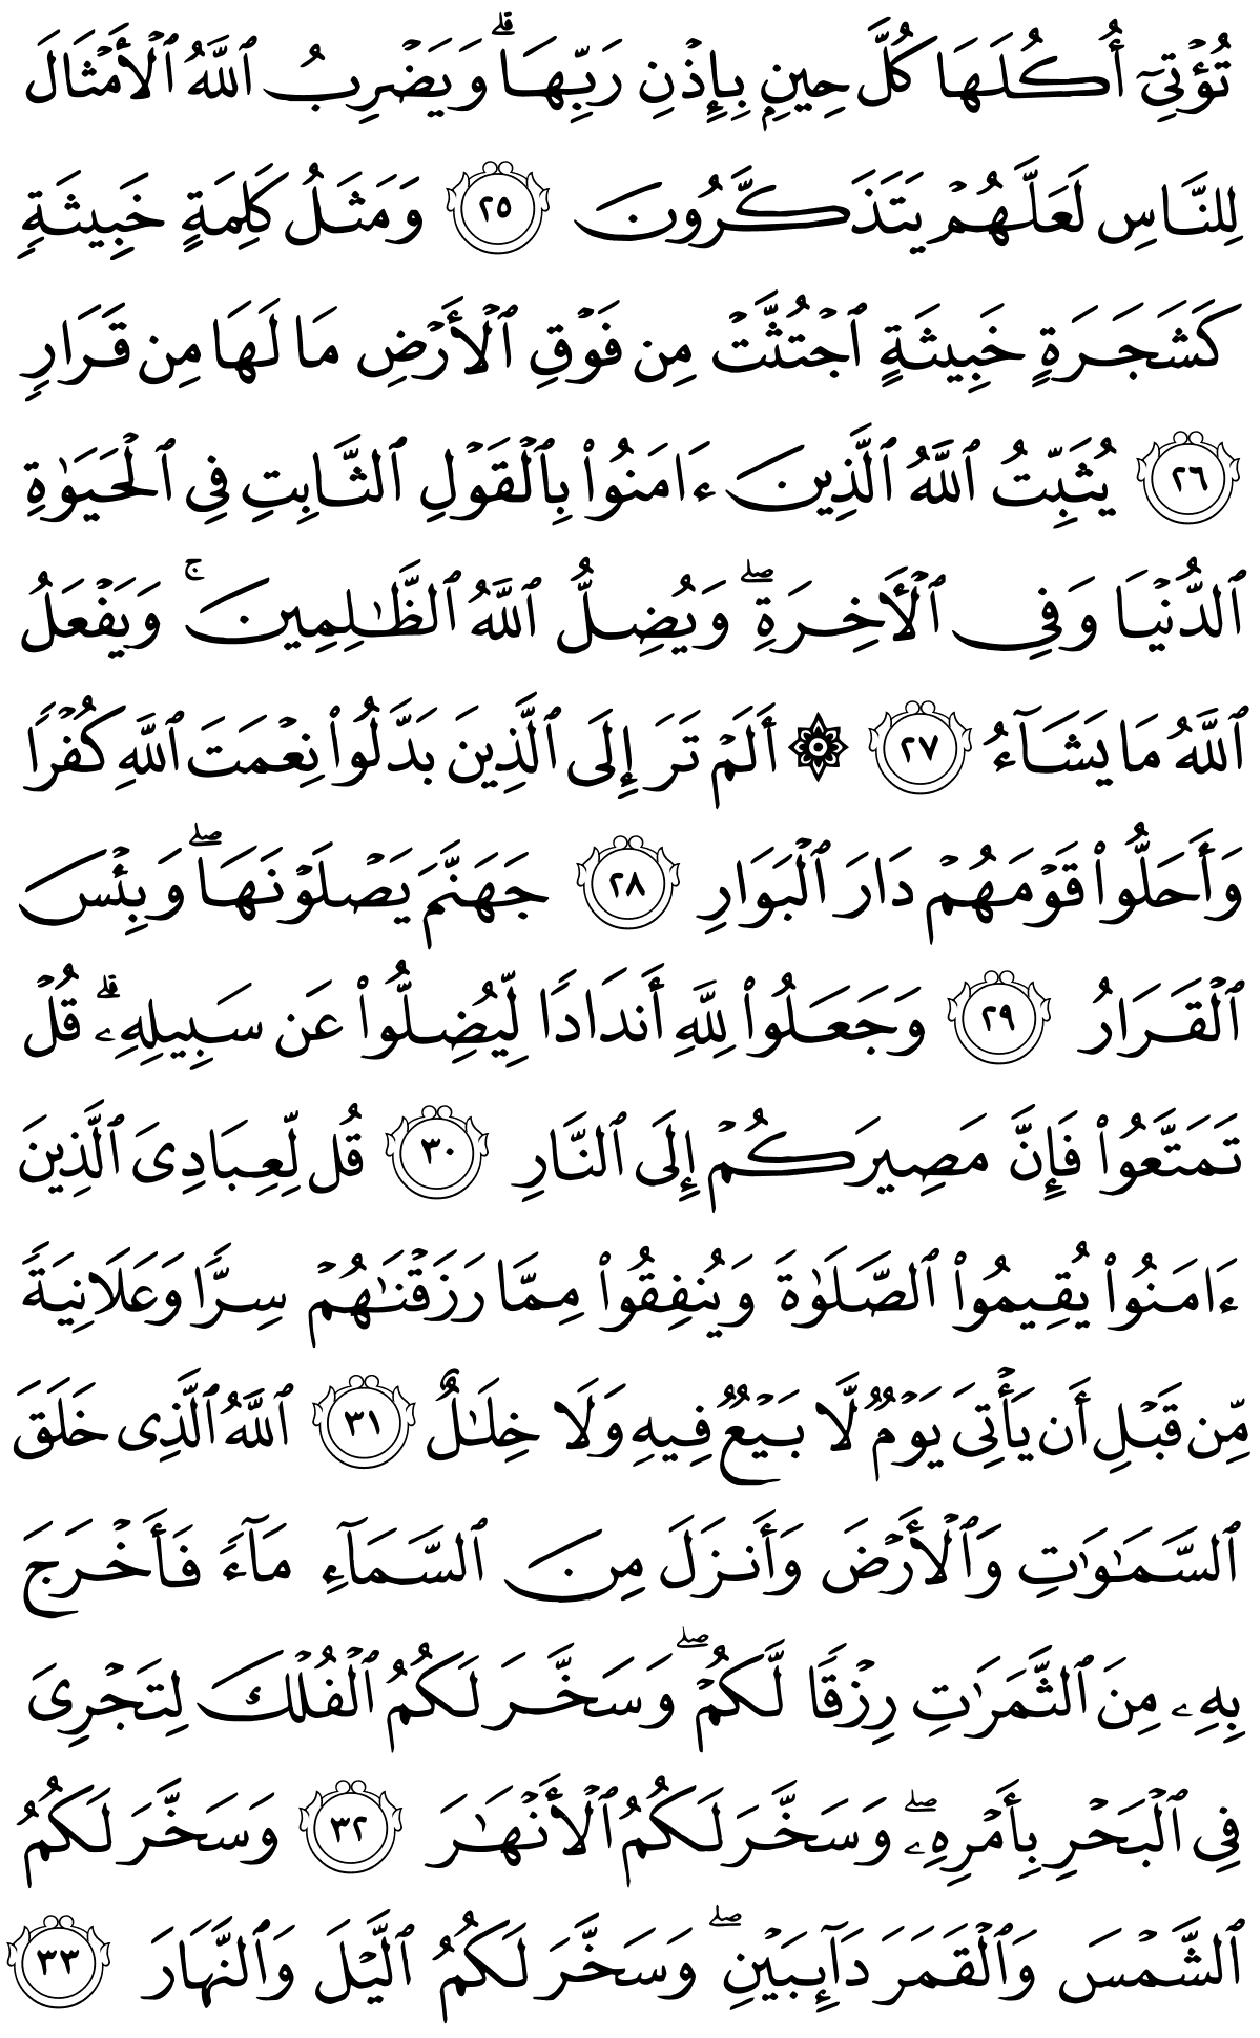 تُؤْتِىٓ أُكُلَهَا كُلَّ حِينٍۭ بِإِذْنِ رَبِّهَا ۗ وَيَضْرِبُ ٱللَّهُ ٱلْأَمْثَالَ
لِلنَّاسِ لَعَلَّهُمْ يَتَذَكَّرُونَ ٢٥ وَمَثَلُ كَلِمَةٍ خَبِيثَةٍ
كَشَجَرَةٍ خَبِيثَةٍ ٱجْتُثَّتْ مِن فَوْقِ ٱلْأَرْضِ مَا لَهَا مِن قَرَارٍ
٢٦ يُثَبِّتُ ٱللَّهُ ٱلَّذِينَ ءَامَنُوا۟ بِٱلْقَوْلِ ٱلثَّابِتِ فِى ٱلْحَيَوٰةِ
ٱلدُّنْيَا وَفِى ٱلْـَٔاخِرَةِ ۖ وَيُضِلُّ ٱللَّهُ ٱلظَّـٰلِمِينَ ۚ وَيَفْعَلُ
ٱللَّهُ مَا يَشَآءُ ٢٧ ۞ أَلَمْ تَرَ إِلَى ٱلَّذِينَ بَدَّلُوا۟ نِعْمَتَ ٱللَّهِ كُفْرًا
وَأَحَلُّوا۟ قَوْمَهُمْ دَارَ ٱلْبَوَارِ ٢٨ جَهَنَّمَ يَصْلَوْنَهَا ۖ وَبِئْسَ
ٱلْقَرَارُ ٢٩ وَجَعَلُوا۟ لِلَّهِ أَندَادًا لِّيُضِلُّوا۟ عَن سَبِيلِهِۦ ۗ قُلْ
تَمَتَّعُوا۟ فَإِنَّ مَصِيرَكُمْ إِلَى ٱلنَّارِ ٣٠ قُل لِّعِبَادِىَ ٱلَّذِينَ
ءَامَنُوا۟ يُقِيمُوا۟ ٱلصَّلَوٰةَ وَيُنفِقُوا۟ مِمَّا رَزَقْنَـٰهُمْ سِرًّا وَعَلَانِيَةً
مِّن قَبْلِ أَن يَأْتِىَ يَوْمٌ لَّا بَيْعٌ فِيهِ وَلَا خِلَـٰلٌ ٣١ ٱللَّهُ ٱلَّذِى خَلَقَ
ٱلسَّمَـٰوَٰتِ وَٱلْأَرْضَ وَأَنزَلَ مِنَ ٱلسَّمَآءِ مَآءً فَأَخْرَجَ
بِهِۦ مِنَ ٱلثَّمَرَٰتِ رِزْقًا لَّكُمْ ۖ وَسَخَّرَ لَكُمُ ٱلْفُلْكَ لِتَجْرِىَ
فِى ٱلْبَحْرِ بِأَمْرِهِۦ ۖ وَسَخَّرَ لَكُمُ ٱلْأَنْهَـٰرَ ٣٢ وَسَخَّرَ لَكُمُ
ٱلشَّمْسَ وَٱلْقَمَرَ دَآئِبَيْنِ ۖ وَسَخَّرَ لَكُمُ ٱلَّيْلَ وَٱلنَّهَارَ ٣٣